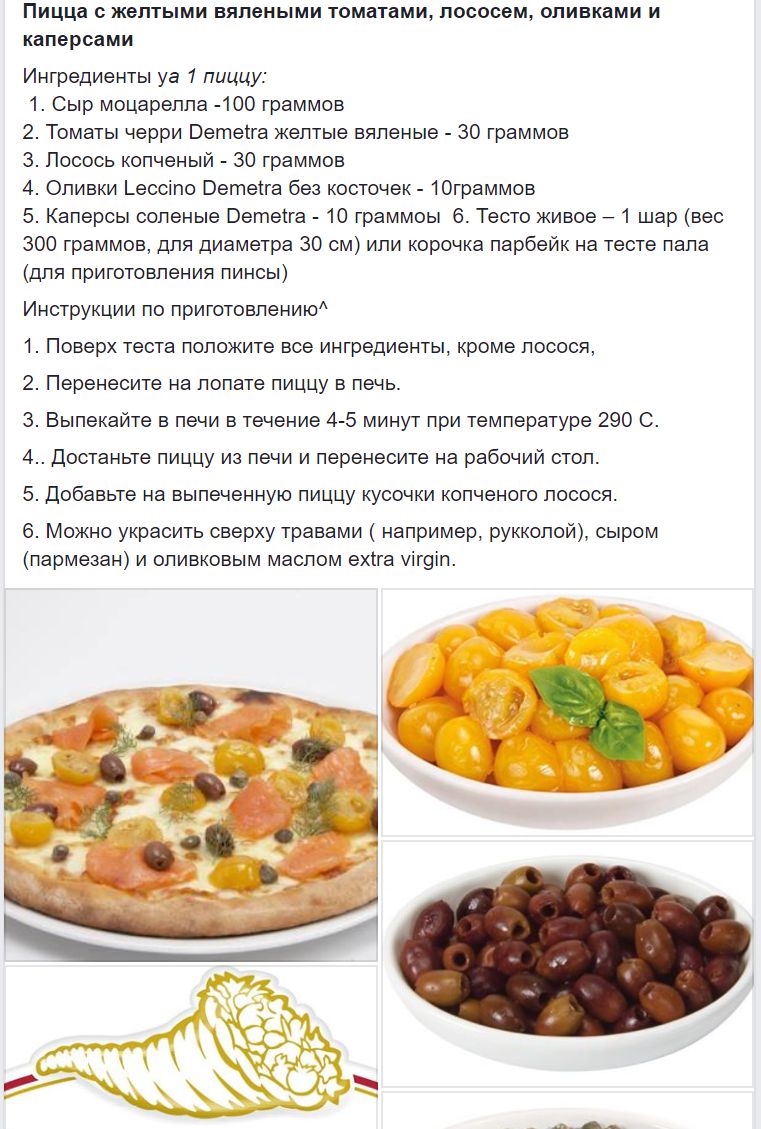 Пицца с желтыми вялеными томатами, лососем, оливками и
каперсами
Ингредиенты уа 1 пиццу:
1. Сыр моцарелла -100 граммов
2. Томаты черри Demetra желтые вяленые - 30 граммов
3. Лосось копченый - 30 граммов
4. Оливки Leccino Demetra без косточек - 10граммов
5. Каперсы соленые Demetra - 10 граммоы 6. Тесто живое – 1 шар (вес
300 граммов, для диаметра 30 см) или корочка парбейк на тесте пала
(для приготовления пинсы)
Инструкции по приготовлению^
1. Поверх теста положите все ингредиенты, кроме лосося,
2. Перенесите на лопате пиццу в печь.
3. Выпекайте в печи в течение 4-5 минут при температуре 290 С.
4.. Достаньте пиццу из печи и перенесите на рабочий стол.
5. Добавьте на выпеченную пиццу кусочки копченого лосося.
6. Можно украсить сверху травами ( например, рукколой), сыром
(пармезан) и оливковым маслом extra virgin.